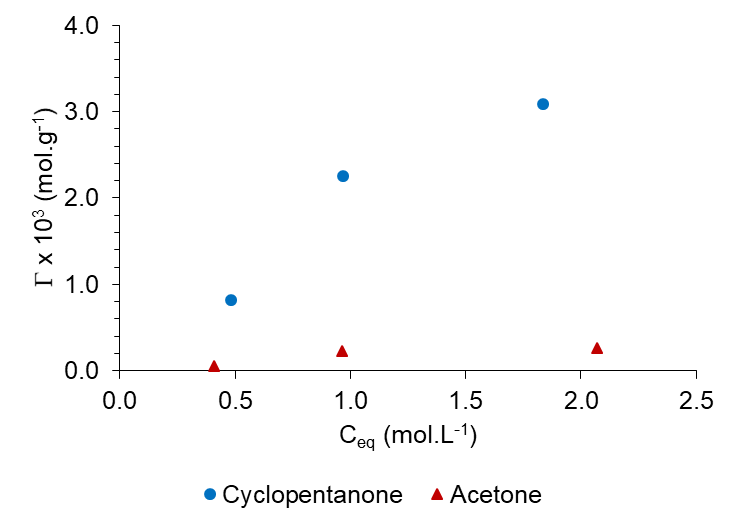 4.0
3.0
2.0
1.0
0.0
Γ x 10³ (mol.g⁻¹)
0.0 0.5 1.0 1.5 2.0 2.5
Ceq (mol.L⁻¹)
Cyclopentanone Acetone